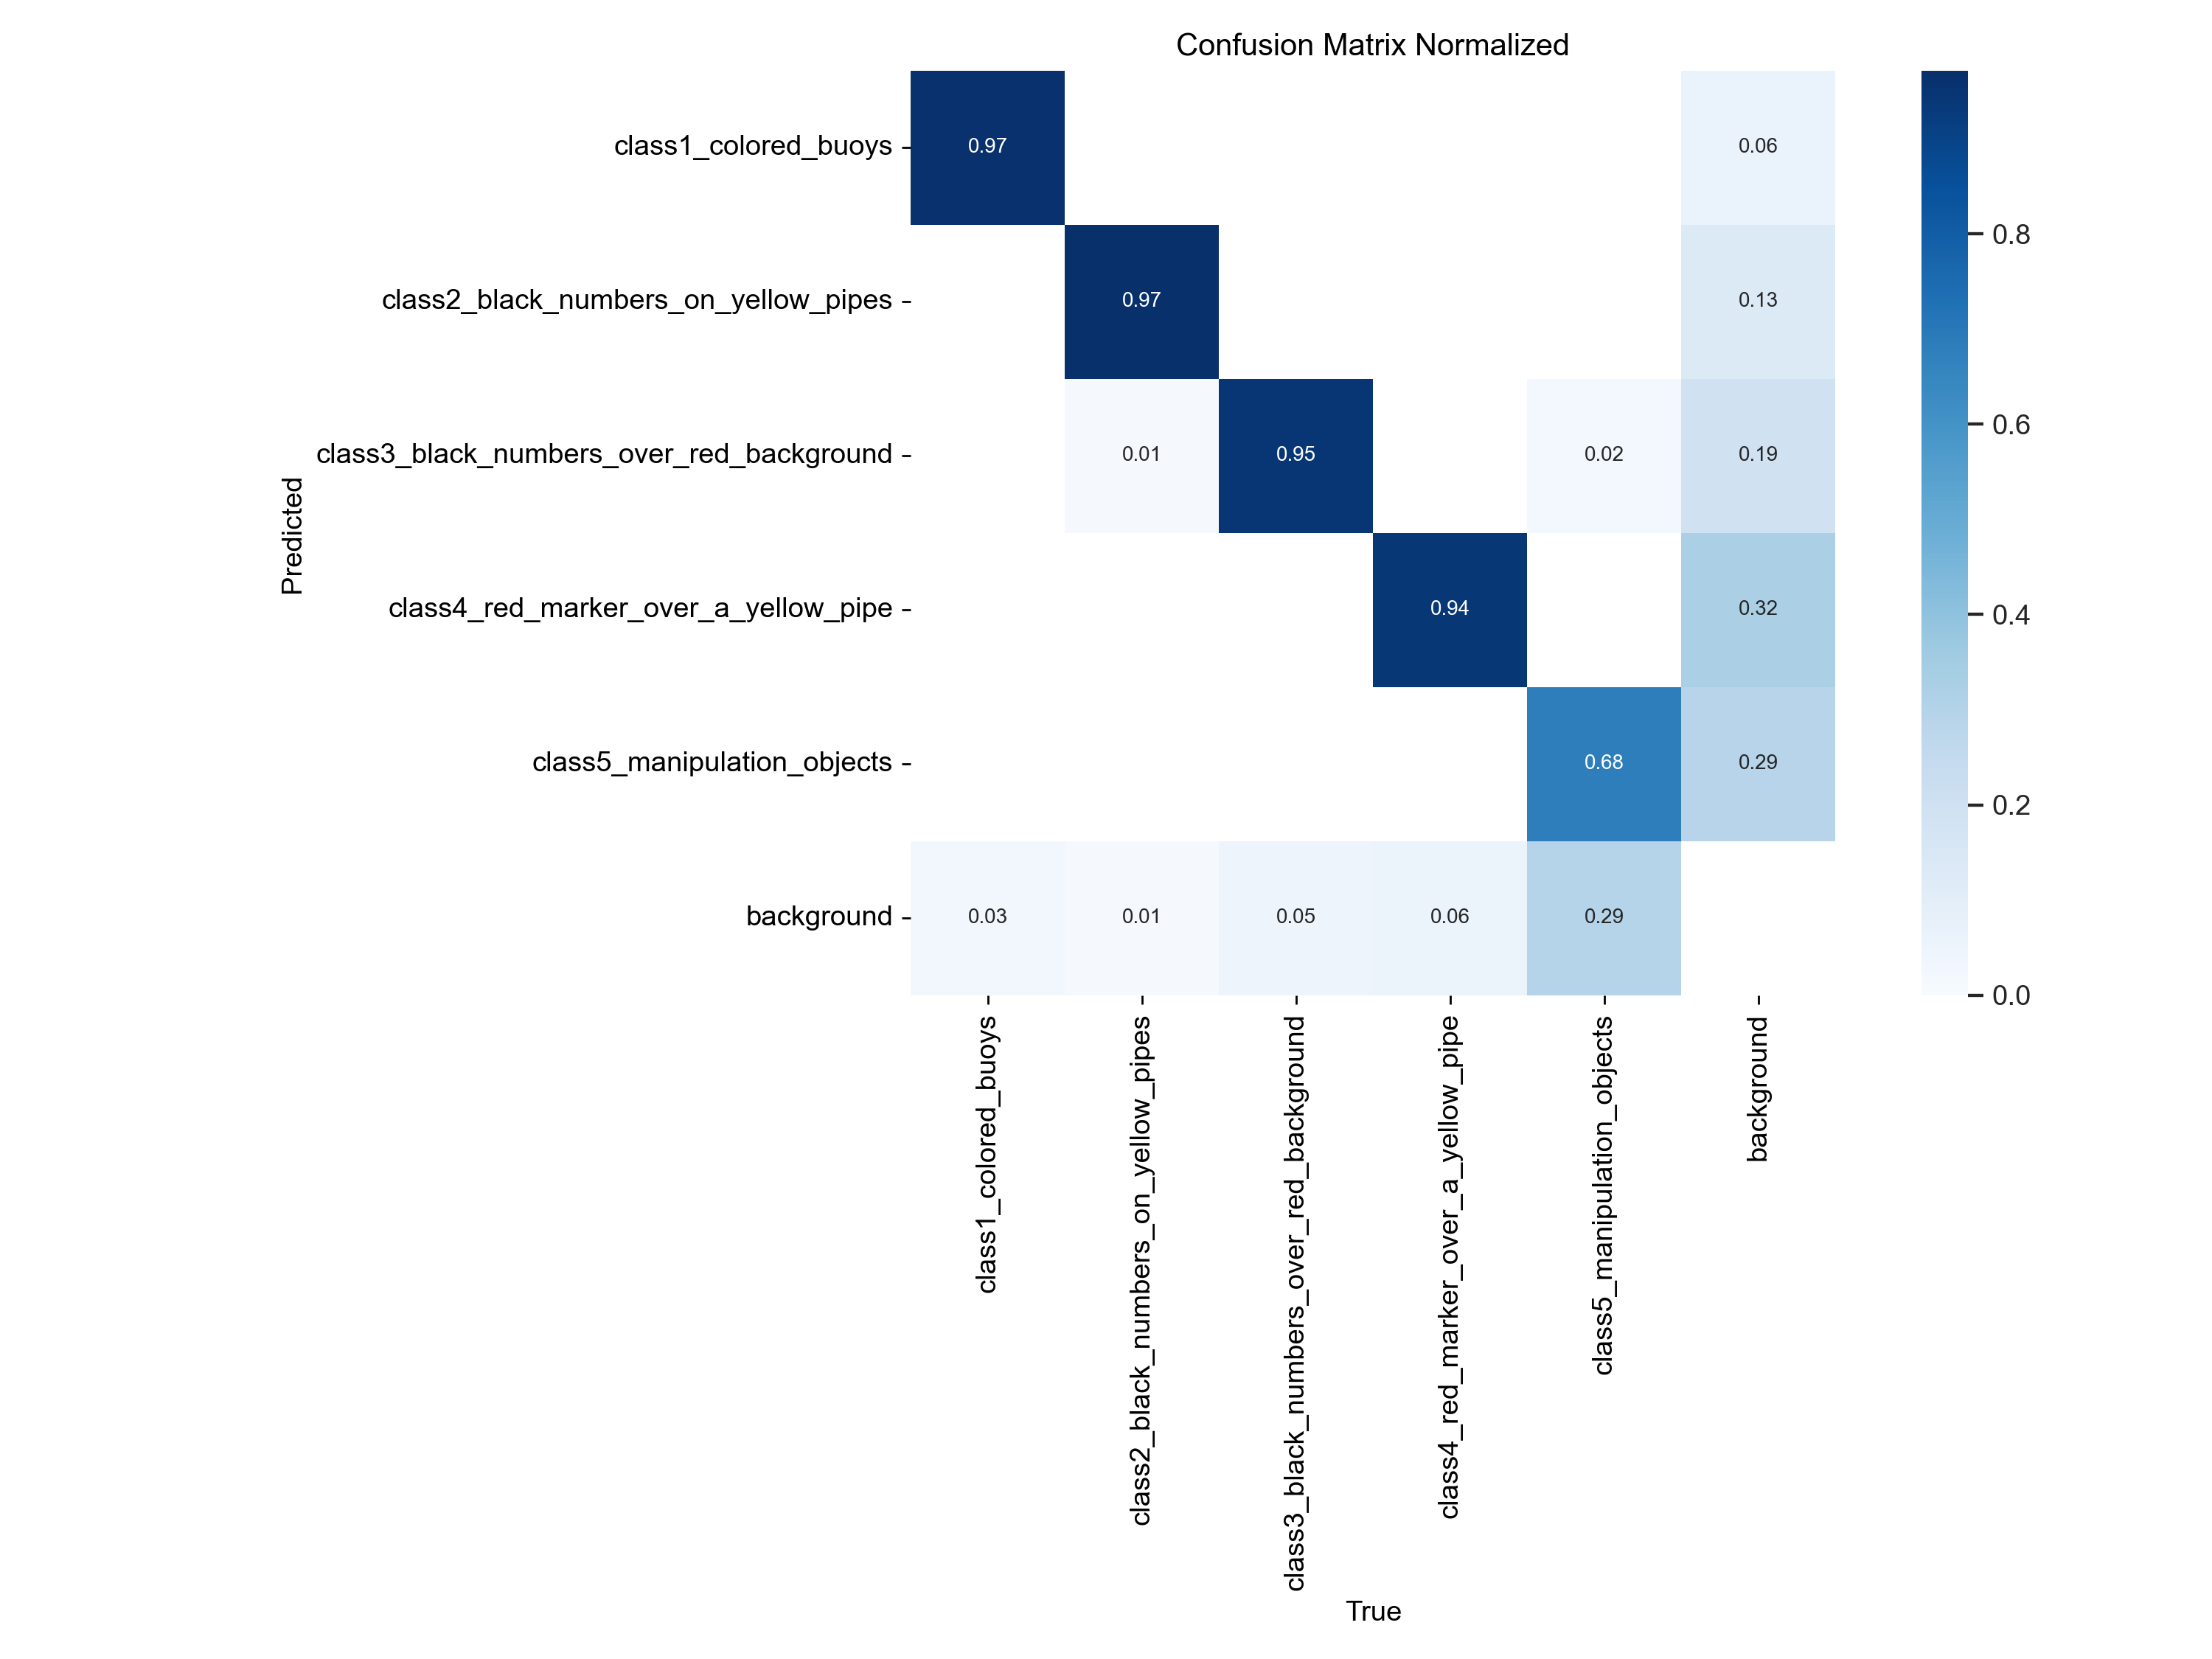 Confusion Matrix Normalized
Predicted
class1_colored_buoys
0.97
0.06
class2_black_numbers_on_yellow_pipes
0.97
0.13
class3_black_numbers_over_red_background
0.01
0.95
0.02
0.19
class4_red_marker_over_a_yellow_pipe
0.94
0.32
class5_manipulation_objects
0.68
0.29
background
0.03
0.01
0.05
0.06
0.29
0.8
0.6
0.4
0.2
0.0
class1_colored_buoys
class2_black_numbers_on_yellow_pipes
class3_black_numbers_over_red_background
class4_red_marker_over_a_yellow_pipe
class5_manipulation_objects
background
True